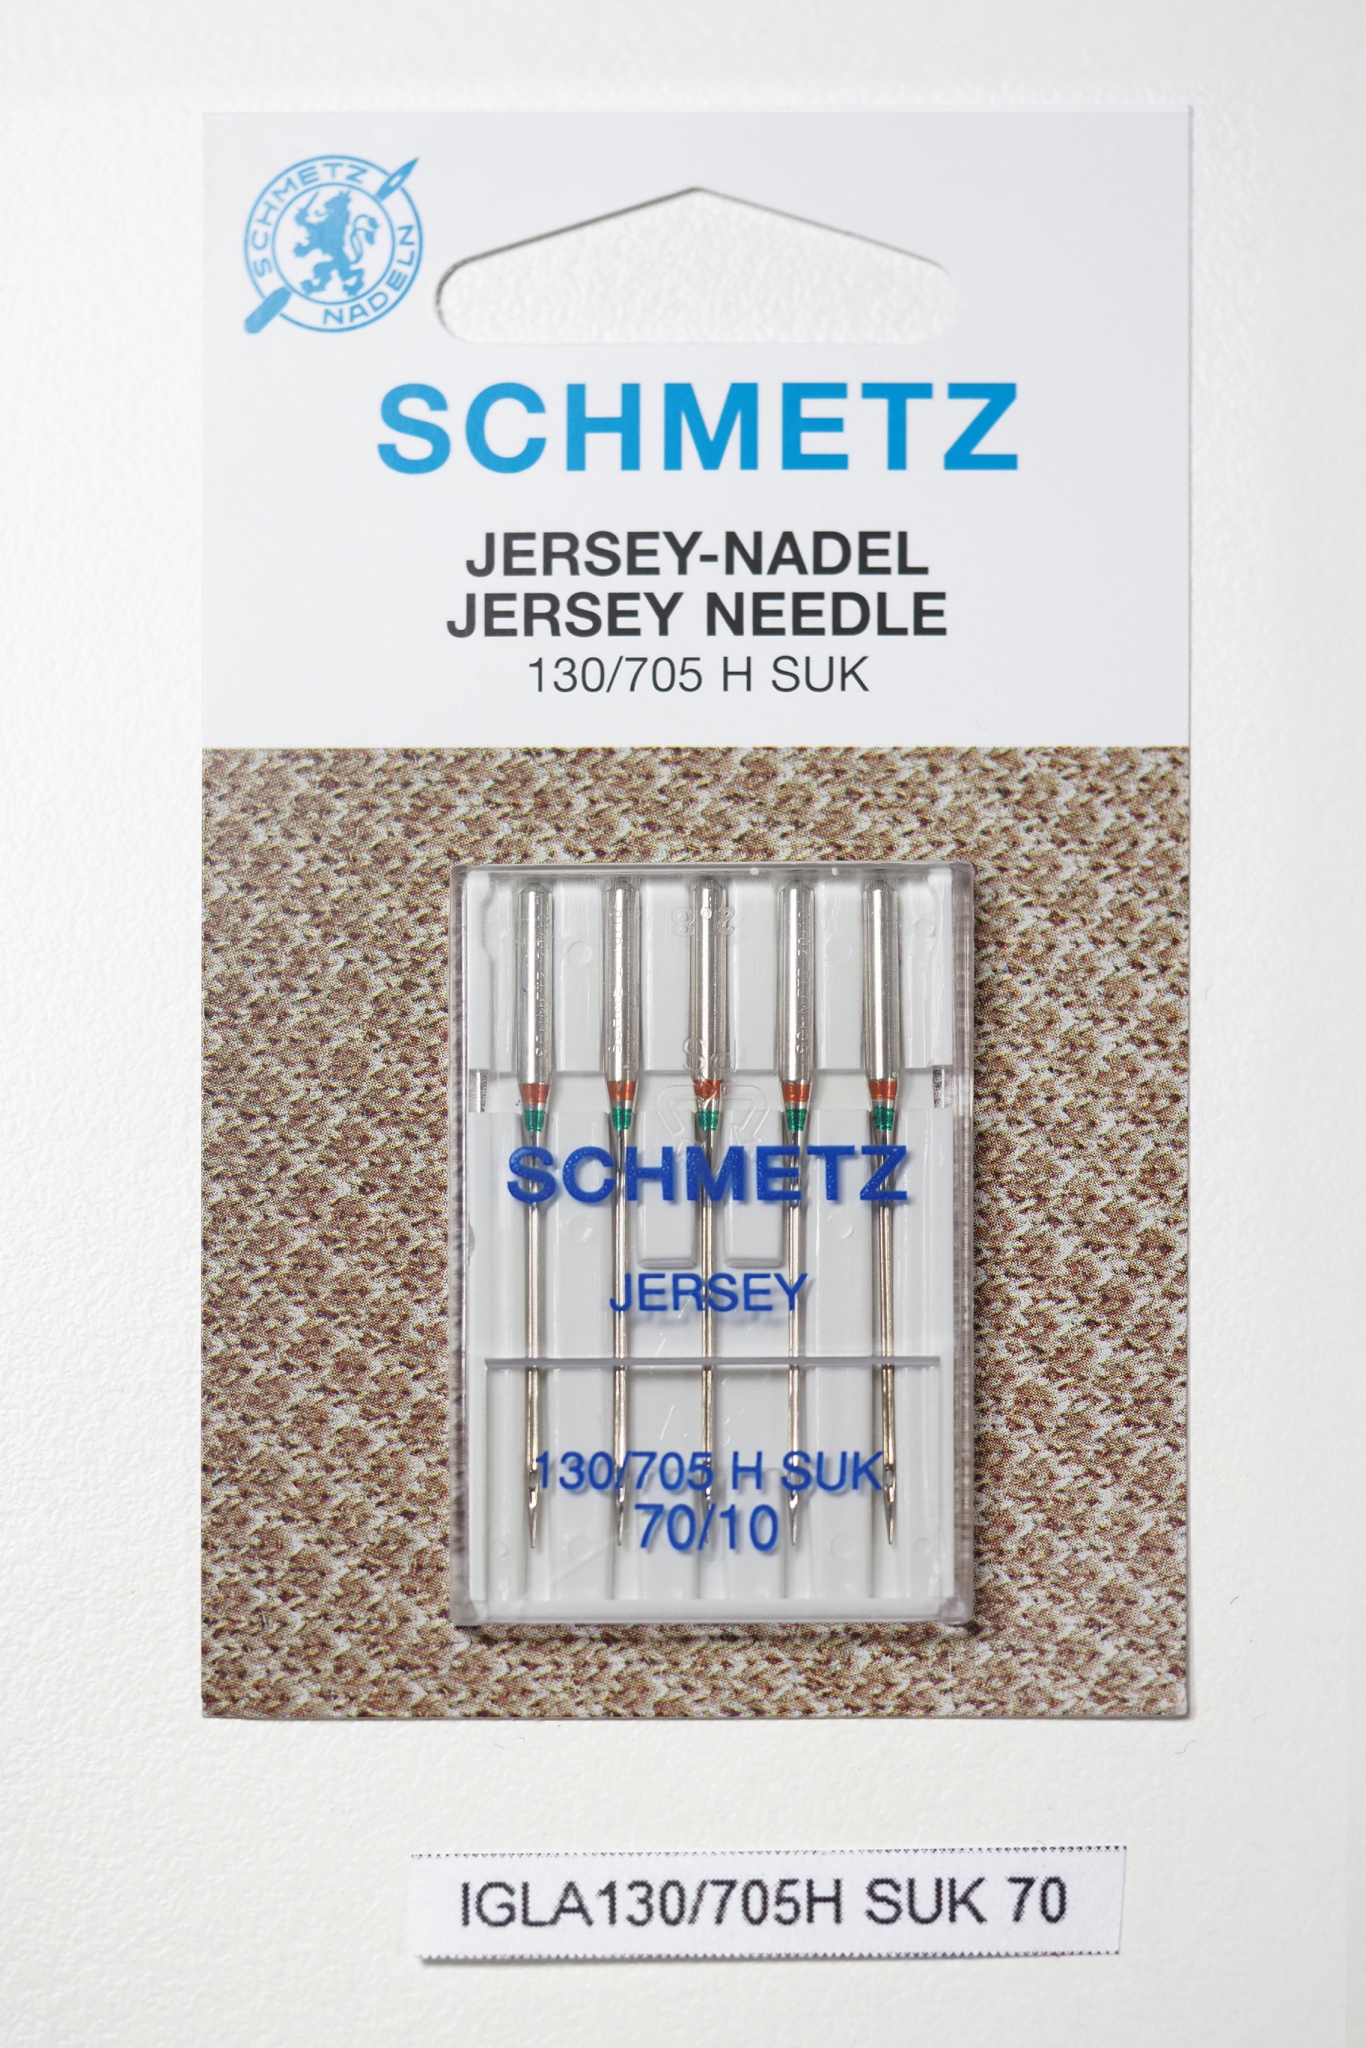 SCHMETZ
NADELN
SCHMETZ
JERSEY-NADEL
JERSEY NEEDLE
130/705 H SUK
SCHMETZ
JERSEY
130/705 H SUK
70/10
IGLA130/705H SUK 70